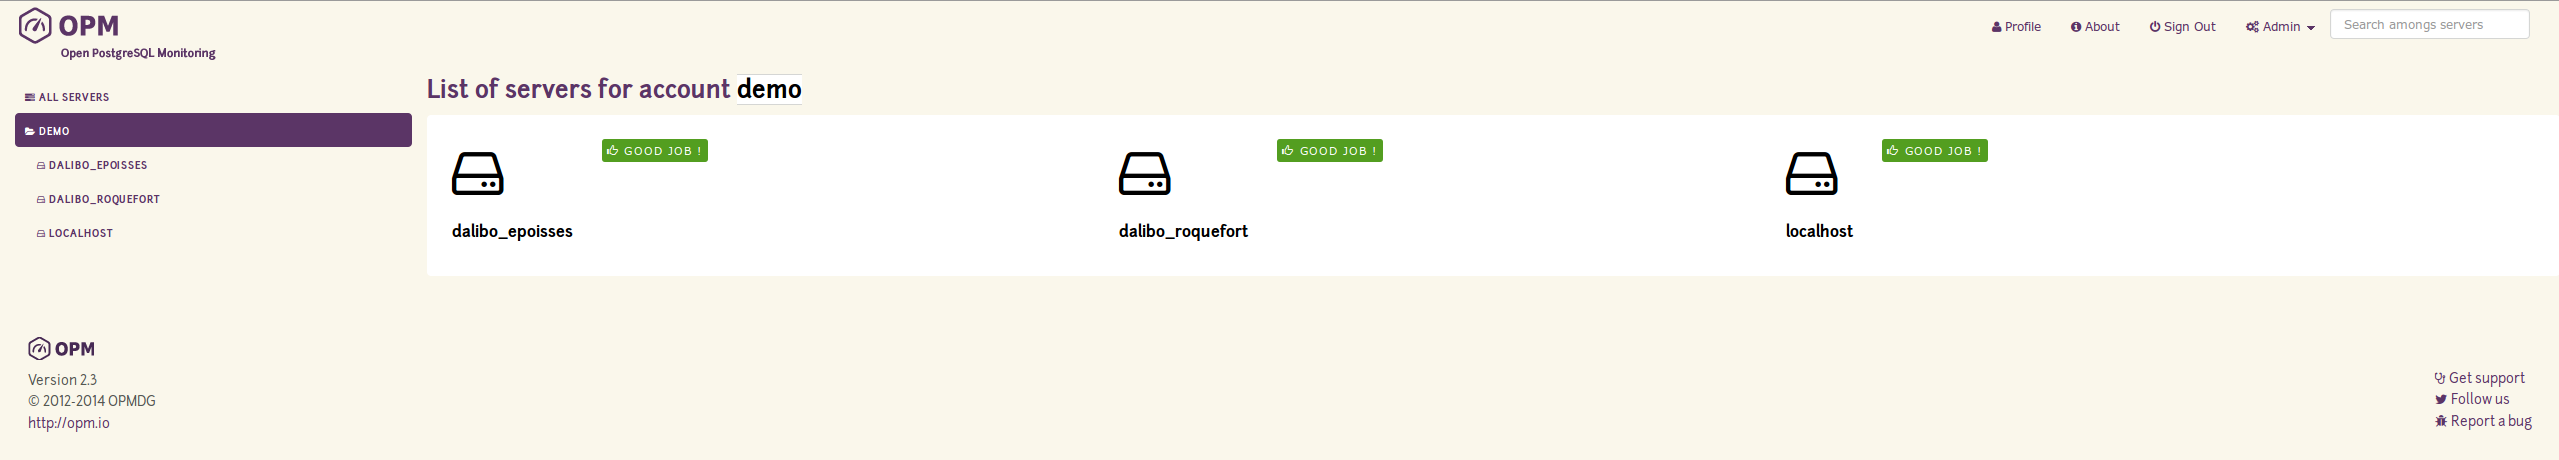 OPM
Open PostgreSQL Monitoring
Profile About Sign Out Admin Search amongs servers
ALL SERVERS
DEMO
DALIBO_EPOISSES
DALIBO_ROQUEFORT
LOCALHOST
List of servers for account demo
GOOD JOB ! GOOD JOB ! GOOD JOB !
dalibo_epoisses dalibo_roquefort localhost
OPM
Version 2.3
© 2012-2014 OPMDG
http://opm.io
Get support
Follow us
Report a bug